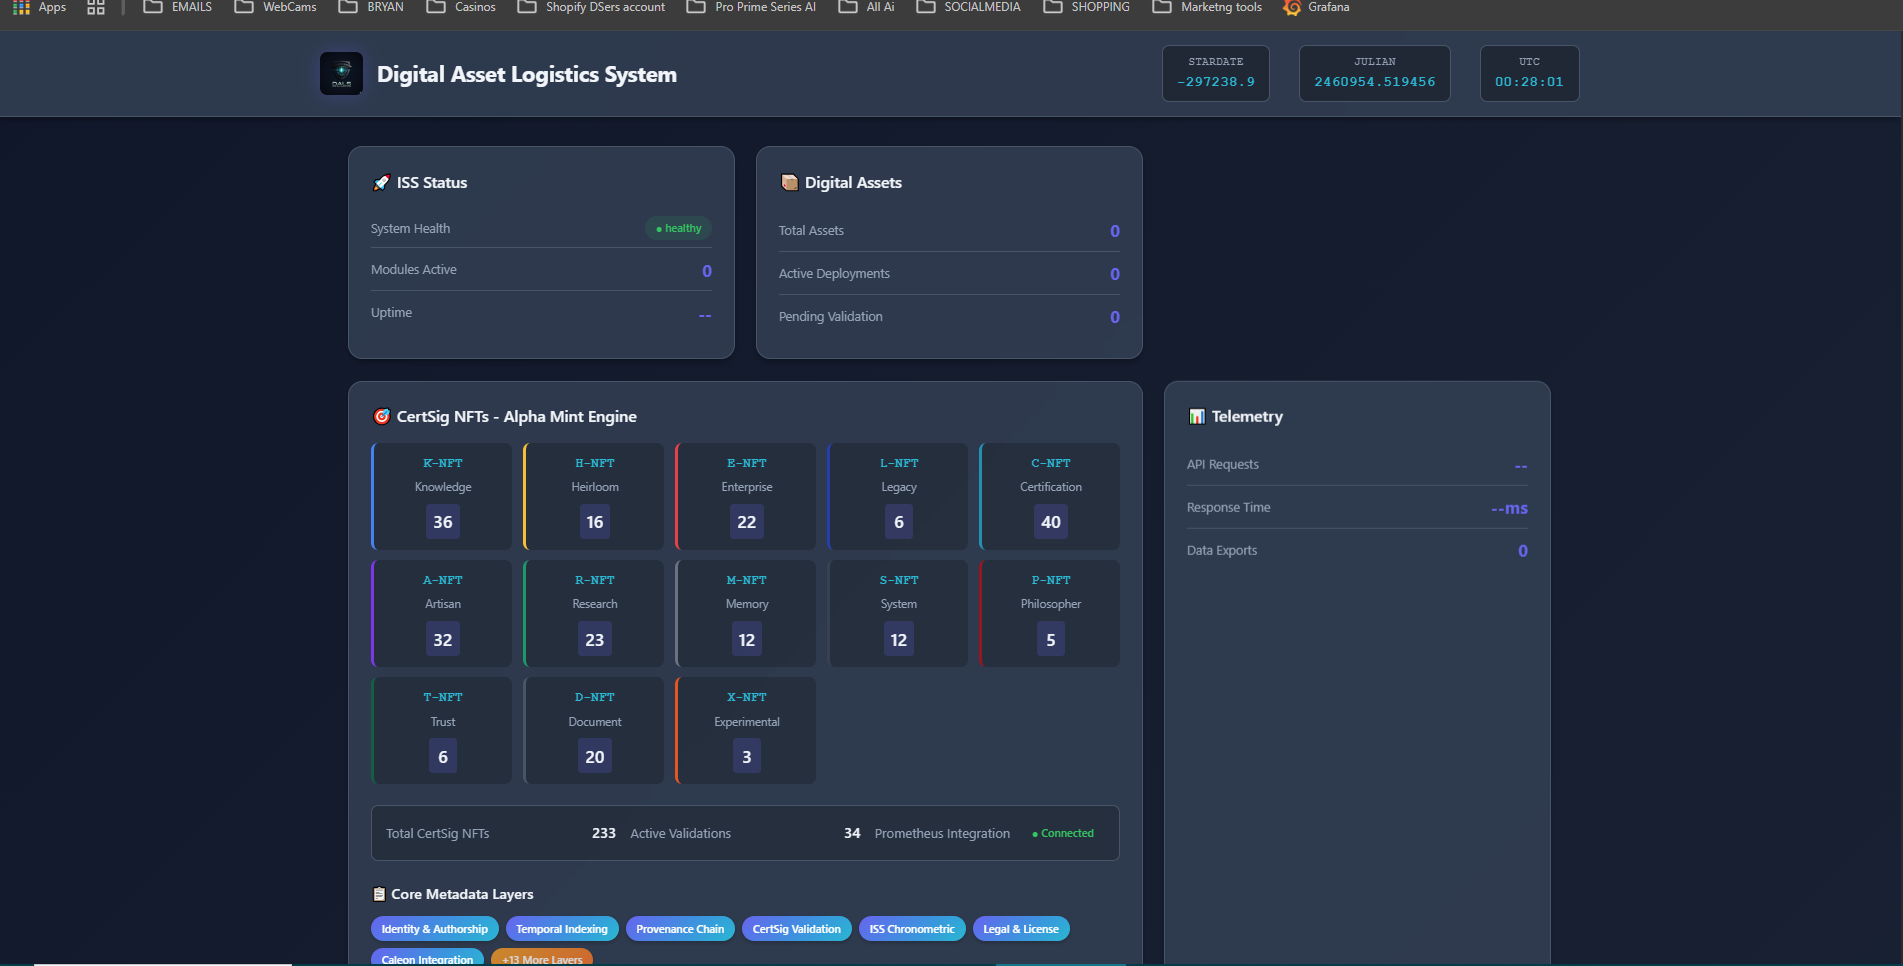 Apps EMAILS WebCams BRYAN Casinos Shopify DSers account Pro Prime Series AI All Ai SOCIALMEDIA SHOPPING Marketng tools Grafana
DALS
Digital Asset Logistics System
STARDATE
-297238.9
JULIAN
2460954.519456
UTC
00:28:01
ISS Status
System Health healthy
Modules Active 0
Uptime --
Digital Assets
Total Assets 0
Active Deployments 0
Pending Validation 0
CertSig NFTs - Alpha Mint Engine
K-NFT
Knowledge
36
H-NFT
Heirloom
16
E-NFT
Enterprise
22
L-NFT
Legacy
6
C-NFT
Certification
40
A-NFT
Artisan
32
R-NFT
Research
23
M-NFT
Memory
12
S-NFT
System
12
P-NFT
Philosopher
5
T-NFT
Trust
6
D-NFT
Document
20
X-NFT
Experimental
3
Total CertSig NFTs 233 Active Validations 34 Prometheus Integration Connected
Core Metadata Layers
Identity & Authorship Temporal Indexing Provenance Chain CertSig Validation ISS Chronometric Legal & License
Caleon Integration +13 More Layers
Telemetry
API Requests --
Response Time --ms
Data Exports 0